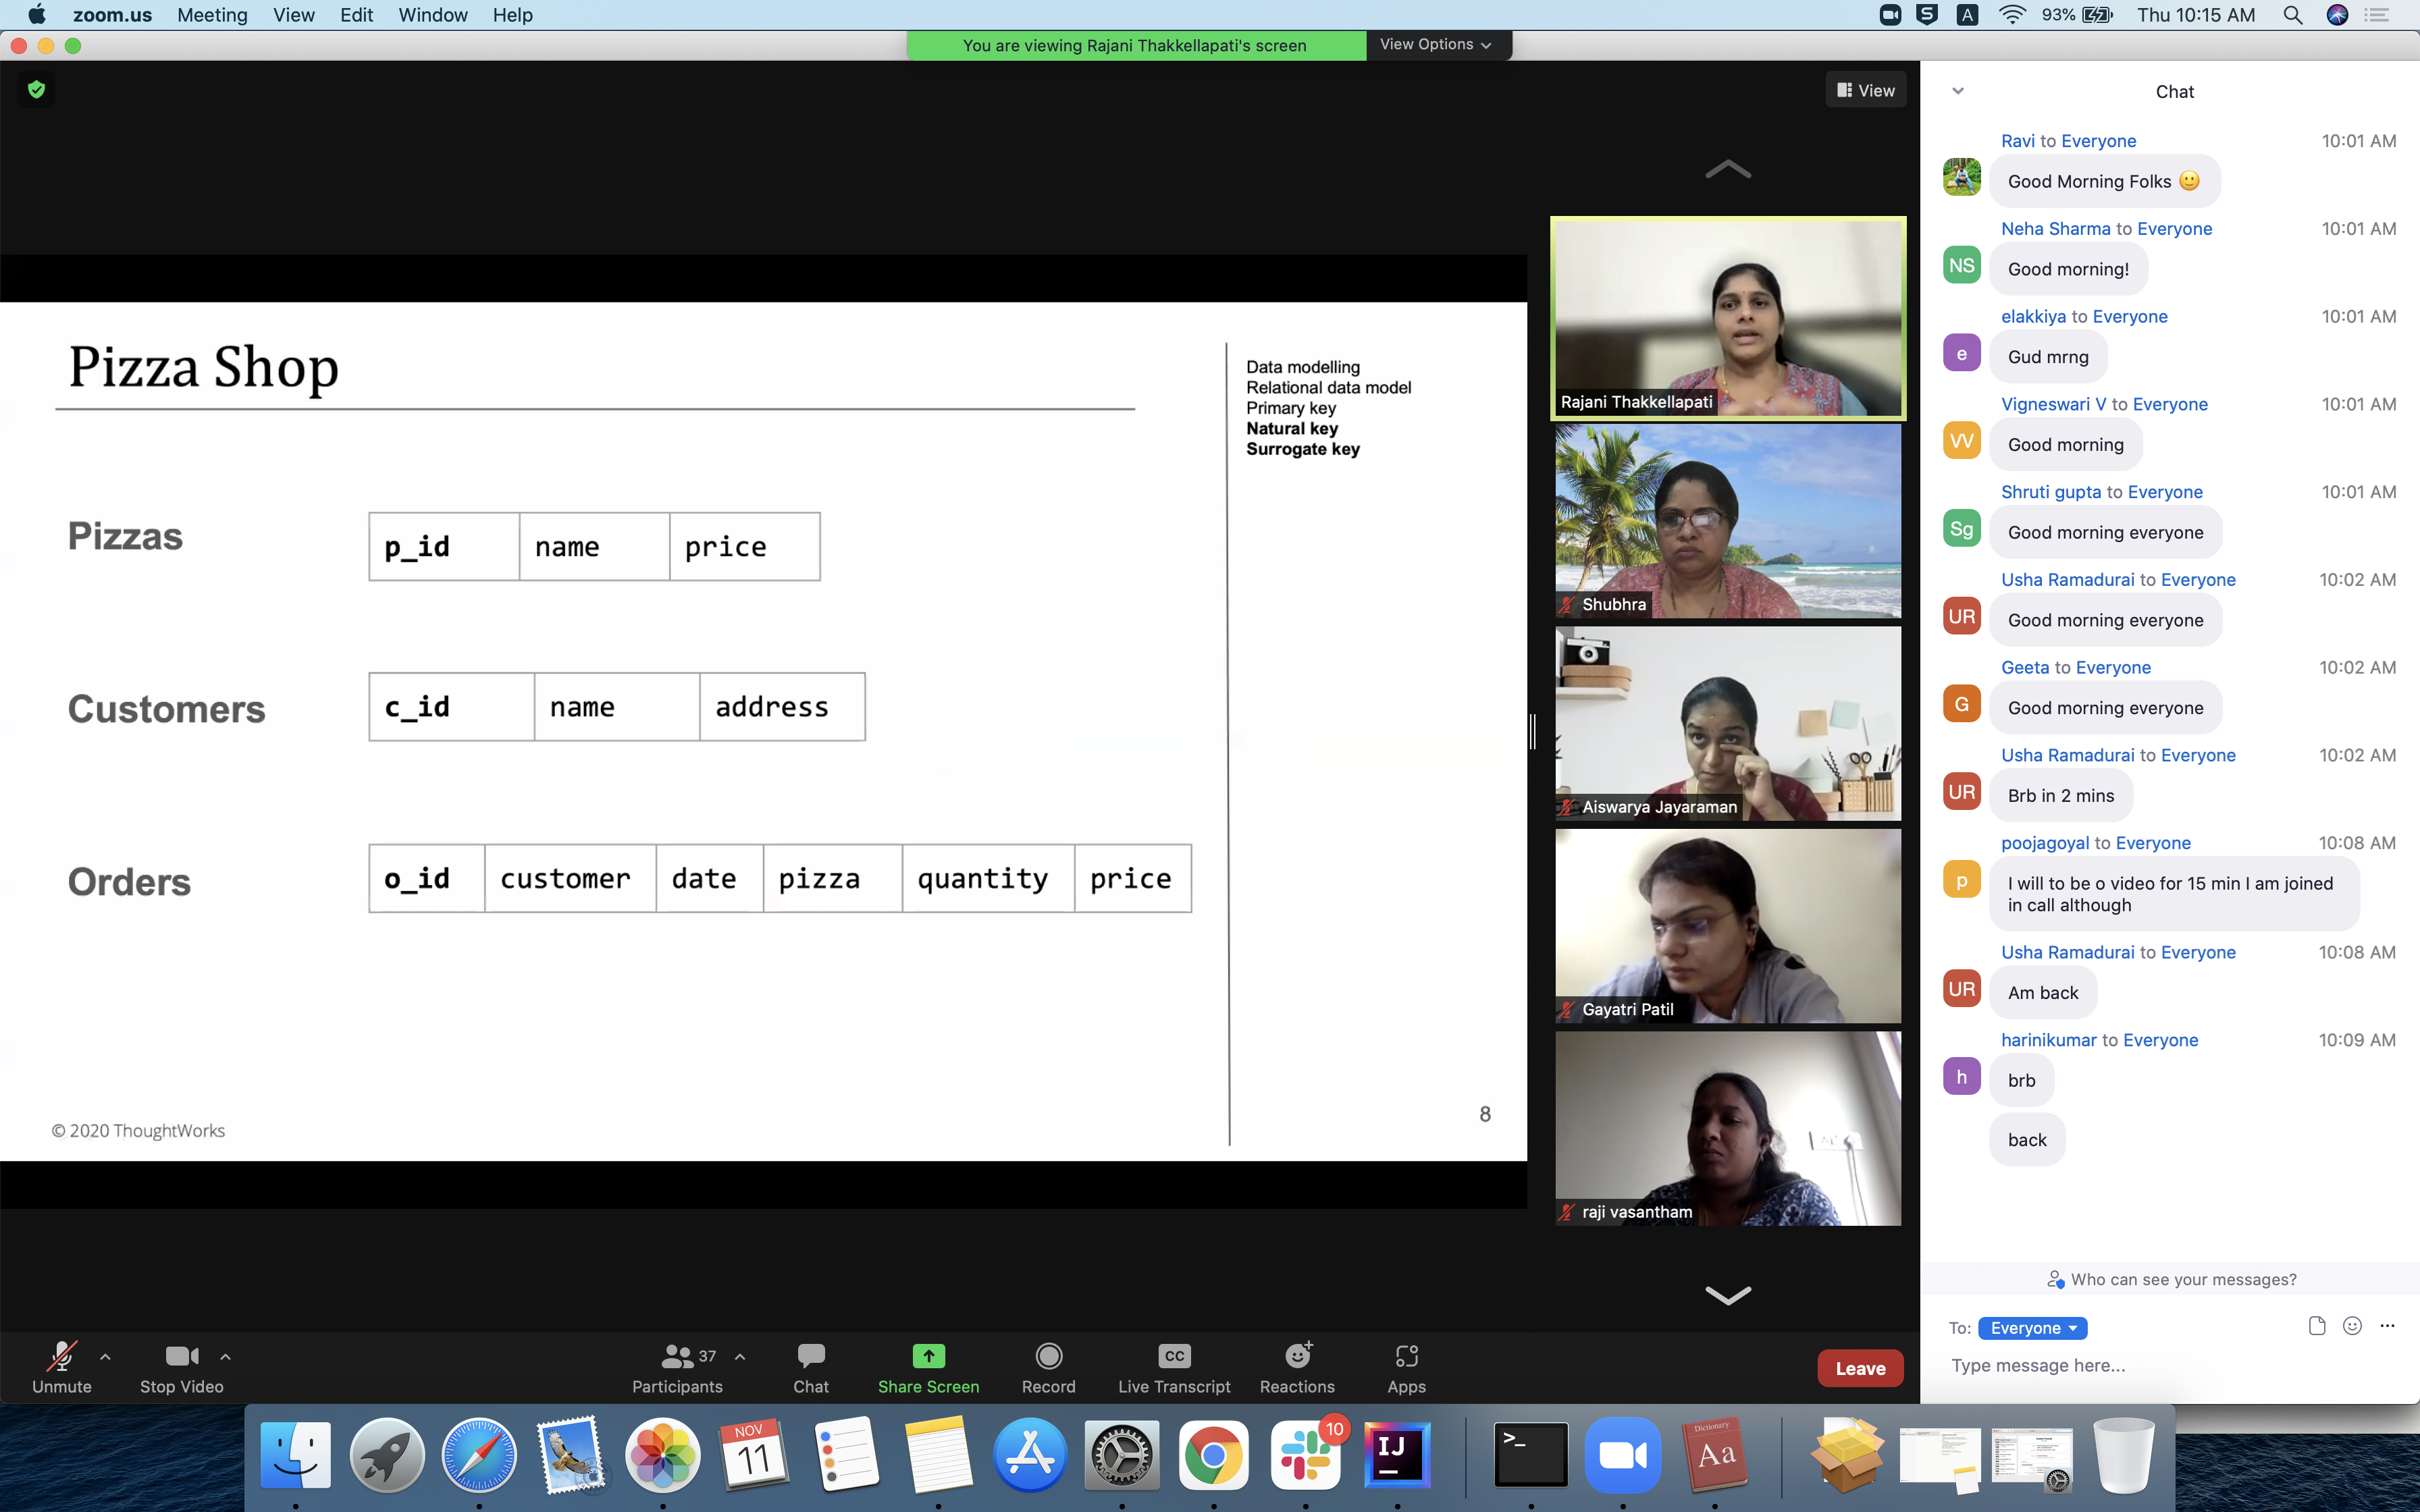 zoom.us Meeting View Edit Window Help
A 93% Thu 10:15 AM
You are viewing Rajani Thakkellapati's screen View Options
View
Pizza Shop
Data modelling
Relational data model
Primary key
Natural key
Surrogate key
Pizzas
p_id name price
Customers
c_id name address
Orders
o_id customer date pizza quantity price
© 2020 ThoughtWorks
8
Rajani Thakkellapati
Shubhra
Aiswarya Jayaraman
Gayatri Patil
raji vasantham
Chat
Ravi to Everyone 10:01 AM
Good Morning Folks 🙂
Neha Sharma to Everyone 10:01 AM
NS
Good morning!
elakkiya to Everyone 10:01 AM
e
Gud mrng
Vigneswari V to Everyone 10:01 AM
VV
Good morning
Shruti gupta to Everyone 10:01 AM
Sg
Good morning everyone
Usha Ramadurai to Everyone 10:02 AM
UR
Good morning everyone
Geeta to Everyone 10:02 AM
G
Good morning everyone
Usha Ramadurai to Everyone 10:02 AM
UR
Brb in 2 mins
poojagoyal to Everyone 10:08 AM
p
I will to be o video for 15 min I am joined
in call although
Usha Ramadurai to Everyone 10:08 AM
UR
Am back
harinikumar to Everyone 10:09 AM
h
brb
back
Who can see your messages?
To: Everyone
Type message here...
Unmute
Stop Video
37
Participants
Chat
Share Screen
Record
CC
Live Transcript
Reactions
Apps
Leave
NOV
11
10
IJ
>_
Dictionary
Aa